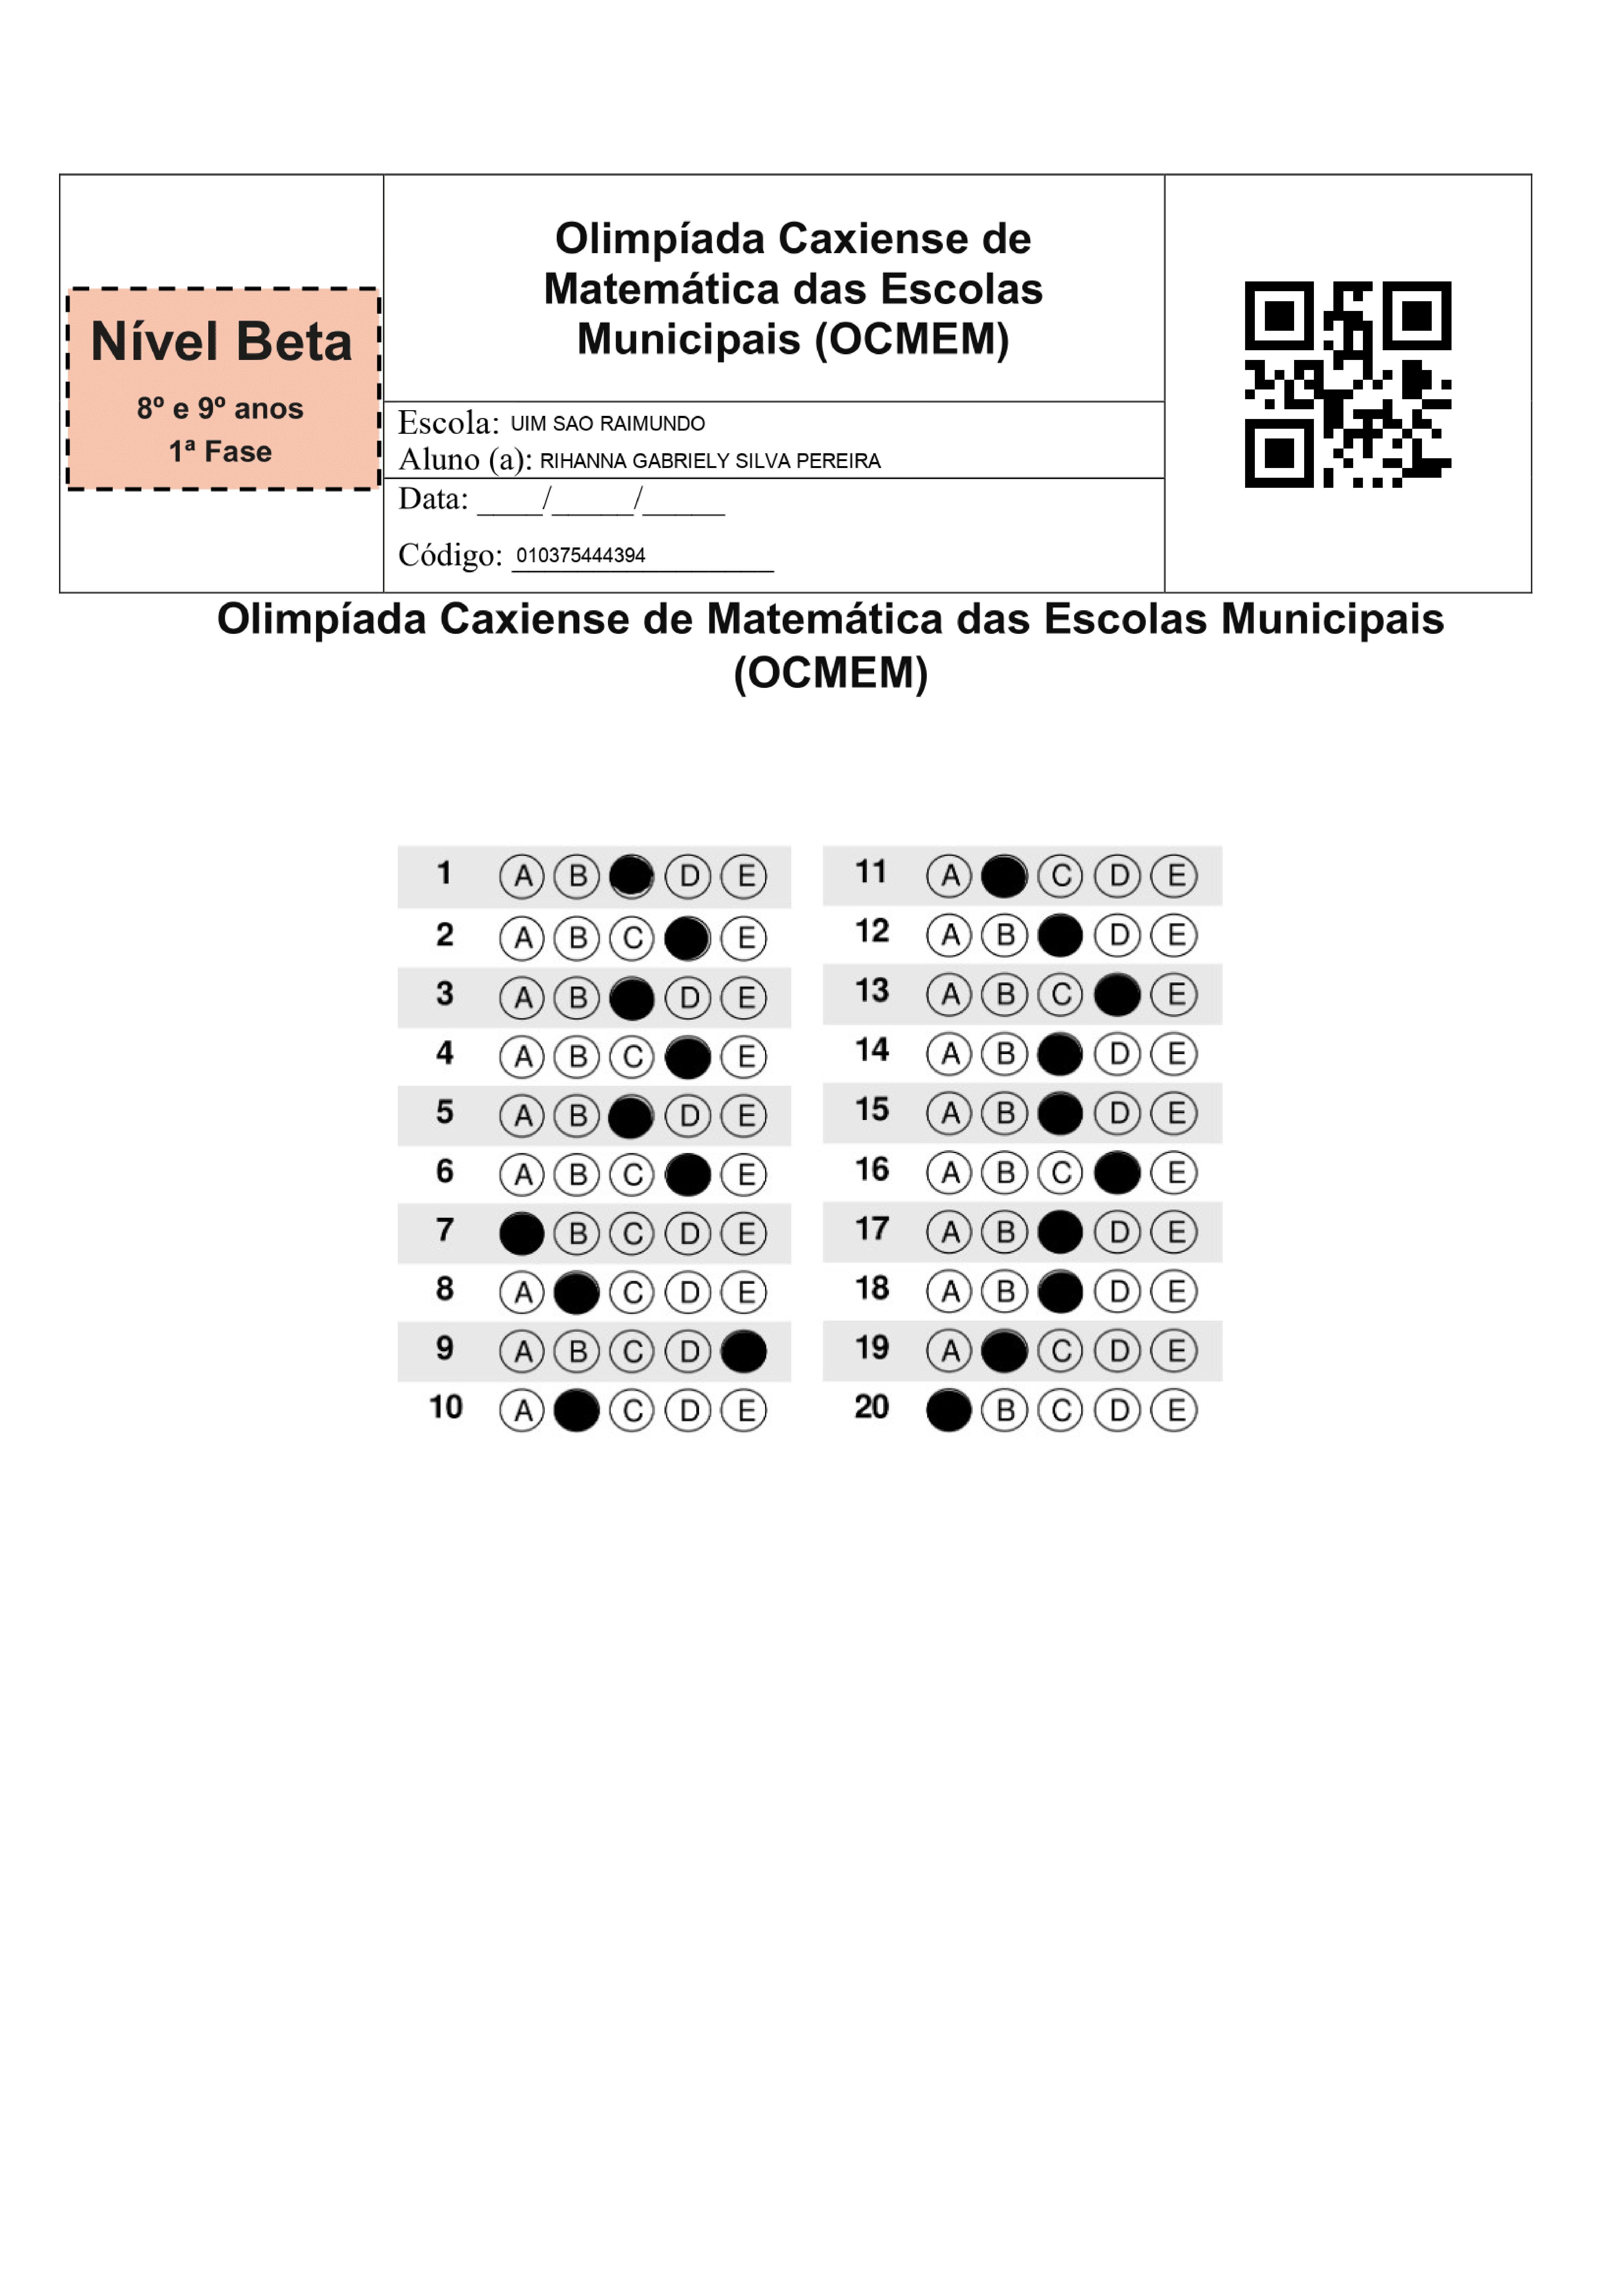 Olimpíada Caxiense de
Matemática das Escolas
Municipais (OCMEM)
Nível Beta
8º e 9º anos
1ª Fase
Escola: UIM SAO RAIMUNDO
Aluno (a): RIHANNA GABRIELY SILVA PEREIRA
Data: ____/_____/_____
Código: 010375444394
Olimpíada Caxiense de Matemática das Escolas Municipais
(OCMEM)
1 A B D E
2 A B C E
3 A B D E
4 A B C E
5 A B D E
6 A B C E
7 B C D E
8 A C D E
9 A B C D
10 A C D E
11 A C D E
12 A B D E
13 A B C E
14 A B D E
15 A B D E
16 A B C E
17 A B D E
18 A B D E
19 A C D E
20 B C D E